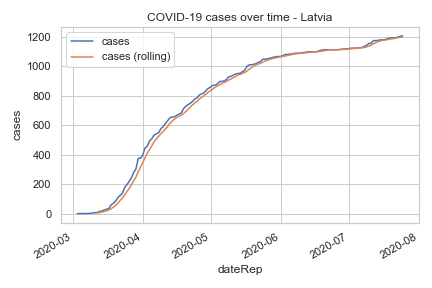 COVID-19 cases over time - Latvia
cases
cases (rolling)
1200
1000
800
600
400
200
0
cases
2020-03
2020-04
2020-05
2020-06
2020-07
2020-08
dateRep